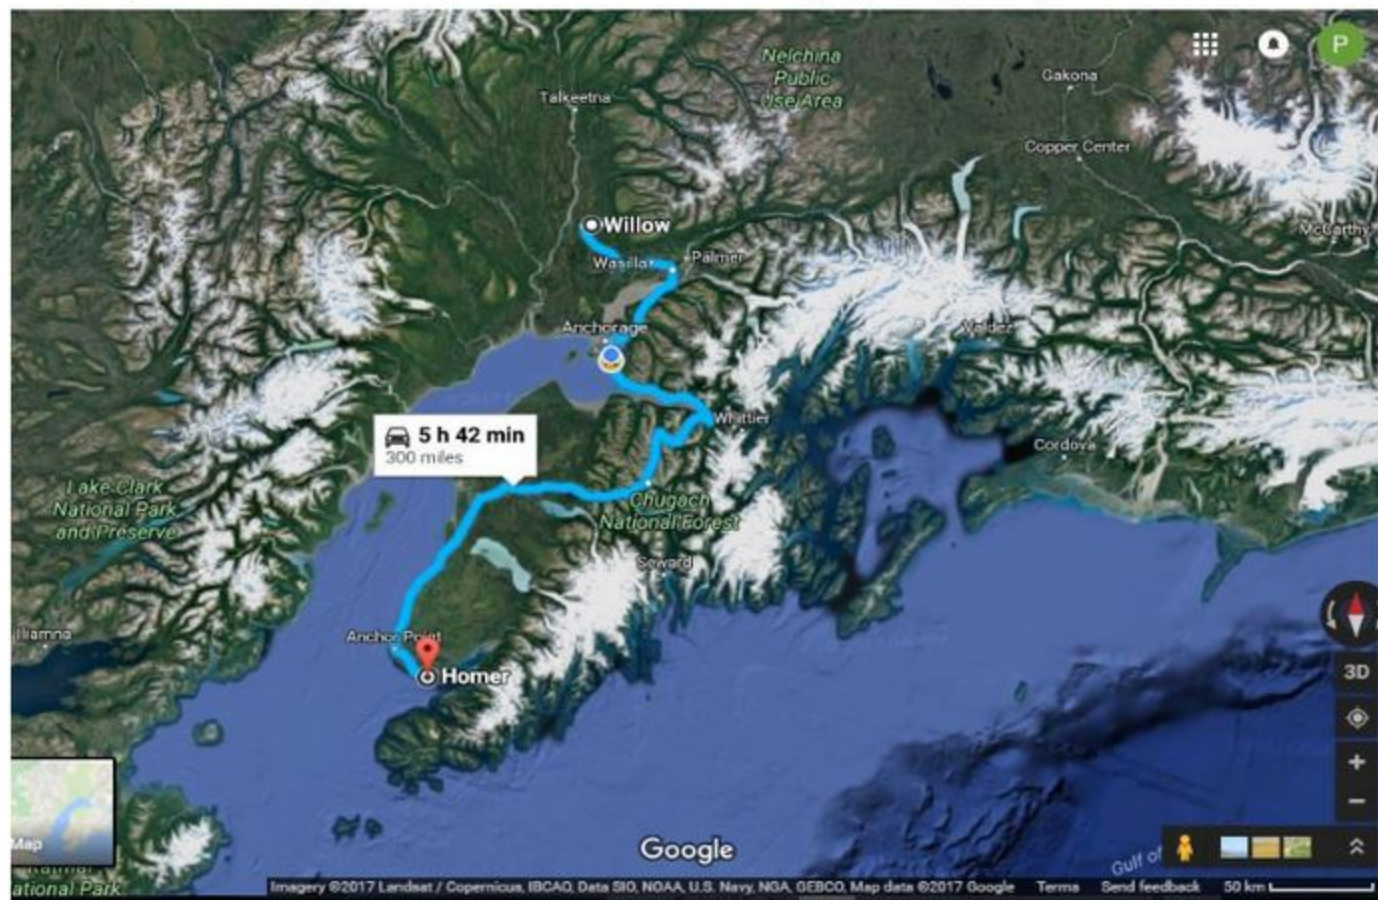 P
Nelchina
Public
Use Area
Gakona
Talkeetna
Copper Center
Willow
McCarthy
Wasilla
Palmer
Anchorage
Valdez
Whittier
5 h 42 min
300 miles
Cordova
Lake Clark
National Park
and Preserve
Chugach
National Forest
Seward
Iliamna
Anchor Point
Homer
3D
Map
Google
Gulf of
ational Park
Imagery ©2017 Landsat / Copernicus, IBCAO, Data SIO, NOAA, U.S. Navy, NGA, GEBCO, Map data ©2017 Google Terms Send feedback 50 km